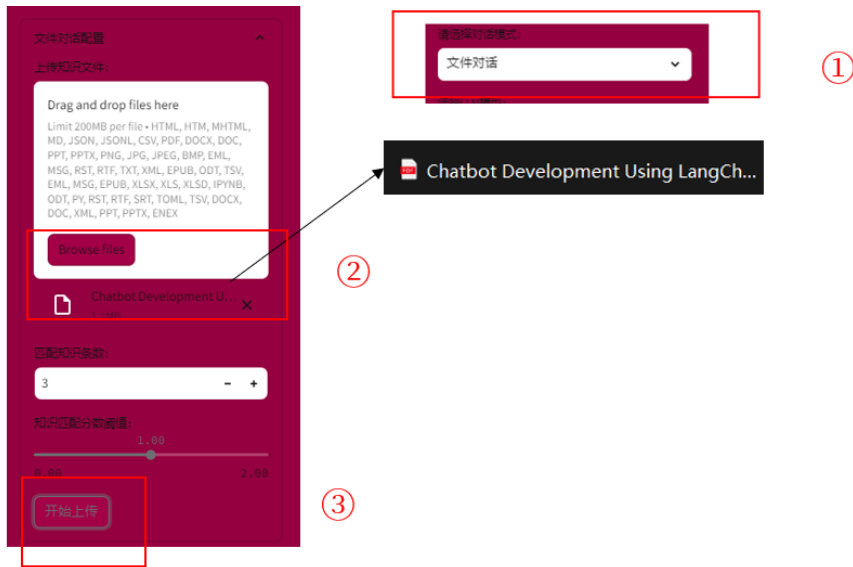 文件对话配置
上传知识文件:
Drag and drop files here
Limit 200MB per file • HTML, HTM, MHTML,
MD, JSON, JSONL, CSV, PDF, DOCX, DOC,
PPT, PPTX, PNG, JPG, JPEG, BMP, EML,
MSG, RST, RTF, TXT, XML, EPUB, ODT, TSV,
EML, MSG, EPUB, XLSX, XLS, XLSD, IPYNB,
ODT, PY, RST, RTF, SRT, TOML, TSV, DOCX,
DOC, XML, PPT, PPTX, ENEX
Browse files
Chatbot Development U...
匹配知识条数:
3
知识匹配分数阈值:
1.00
0.00 2.00
开始上传
请选择对话模式:
文件对话
①
PDF
Chatbot Development Using LangCh...
②
③